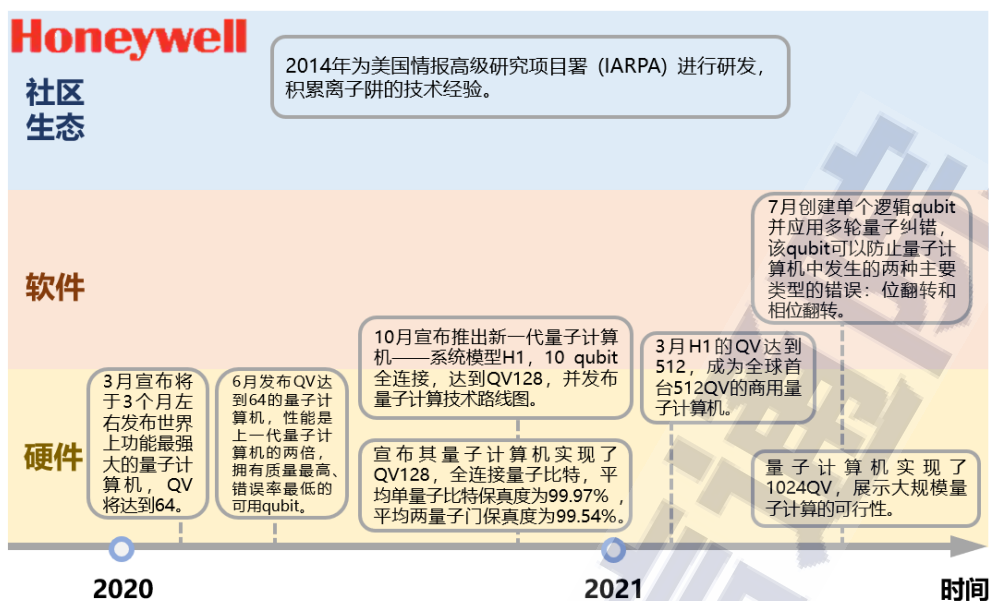 Honeywell
社区
生态
2014年为美国情报高级研究项目署 (IARPA) 进行研发，
积累离子阱的技术经验。
软件
7月创建单个逻辑qubit
并应用多轮量子纠错，
该qubit可以防止量子计
算机中发生的两种主要
类型的错误：位翻转和
相位翻转。
10月宣布推出新一代量子计算
机——系统模型H1，10 qubit
全连接，达到QV128，并发布
量子计算技术路线图。
3月H1的QV达到
512，成为全球首
台512QV的商用量
子计算机。
硬件
3月宣布将
于3个月左
右发布世界
上功能最强
大的量子计
算机，QV
将达到64。
6月发布QV达
到64的量子计
算机，性能是
上一代量子计
算机的两倍，
拥有质量最高、
错误率最低的
可用qubit。
宣布其量子计算机实现了
QV128，全连接量子比特，平
均单量子比特保真度为99.97%，
平均两量子门保真度为99.54%。
量子计算机实现了
1024QV，展示大规模量
子计算的可行性。
2020
2021
时间